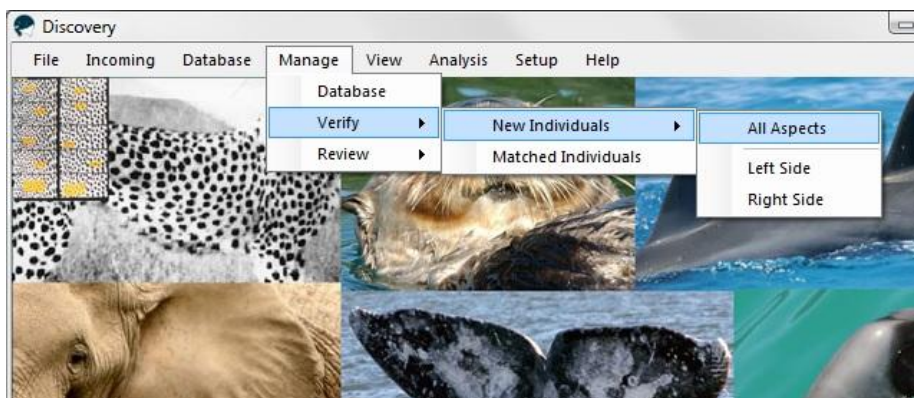 Discovery
File Incoming Database Manage View Analysis Setup Help
Database
Verify New Individuals All Aspects
Review Matched Individuals Left Side
Right Side